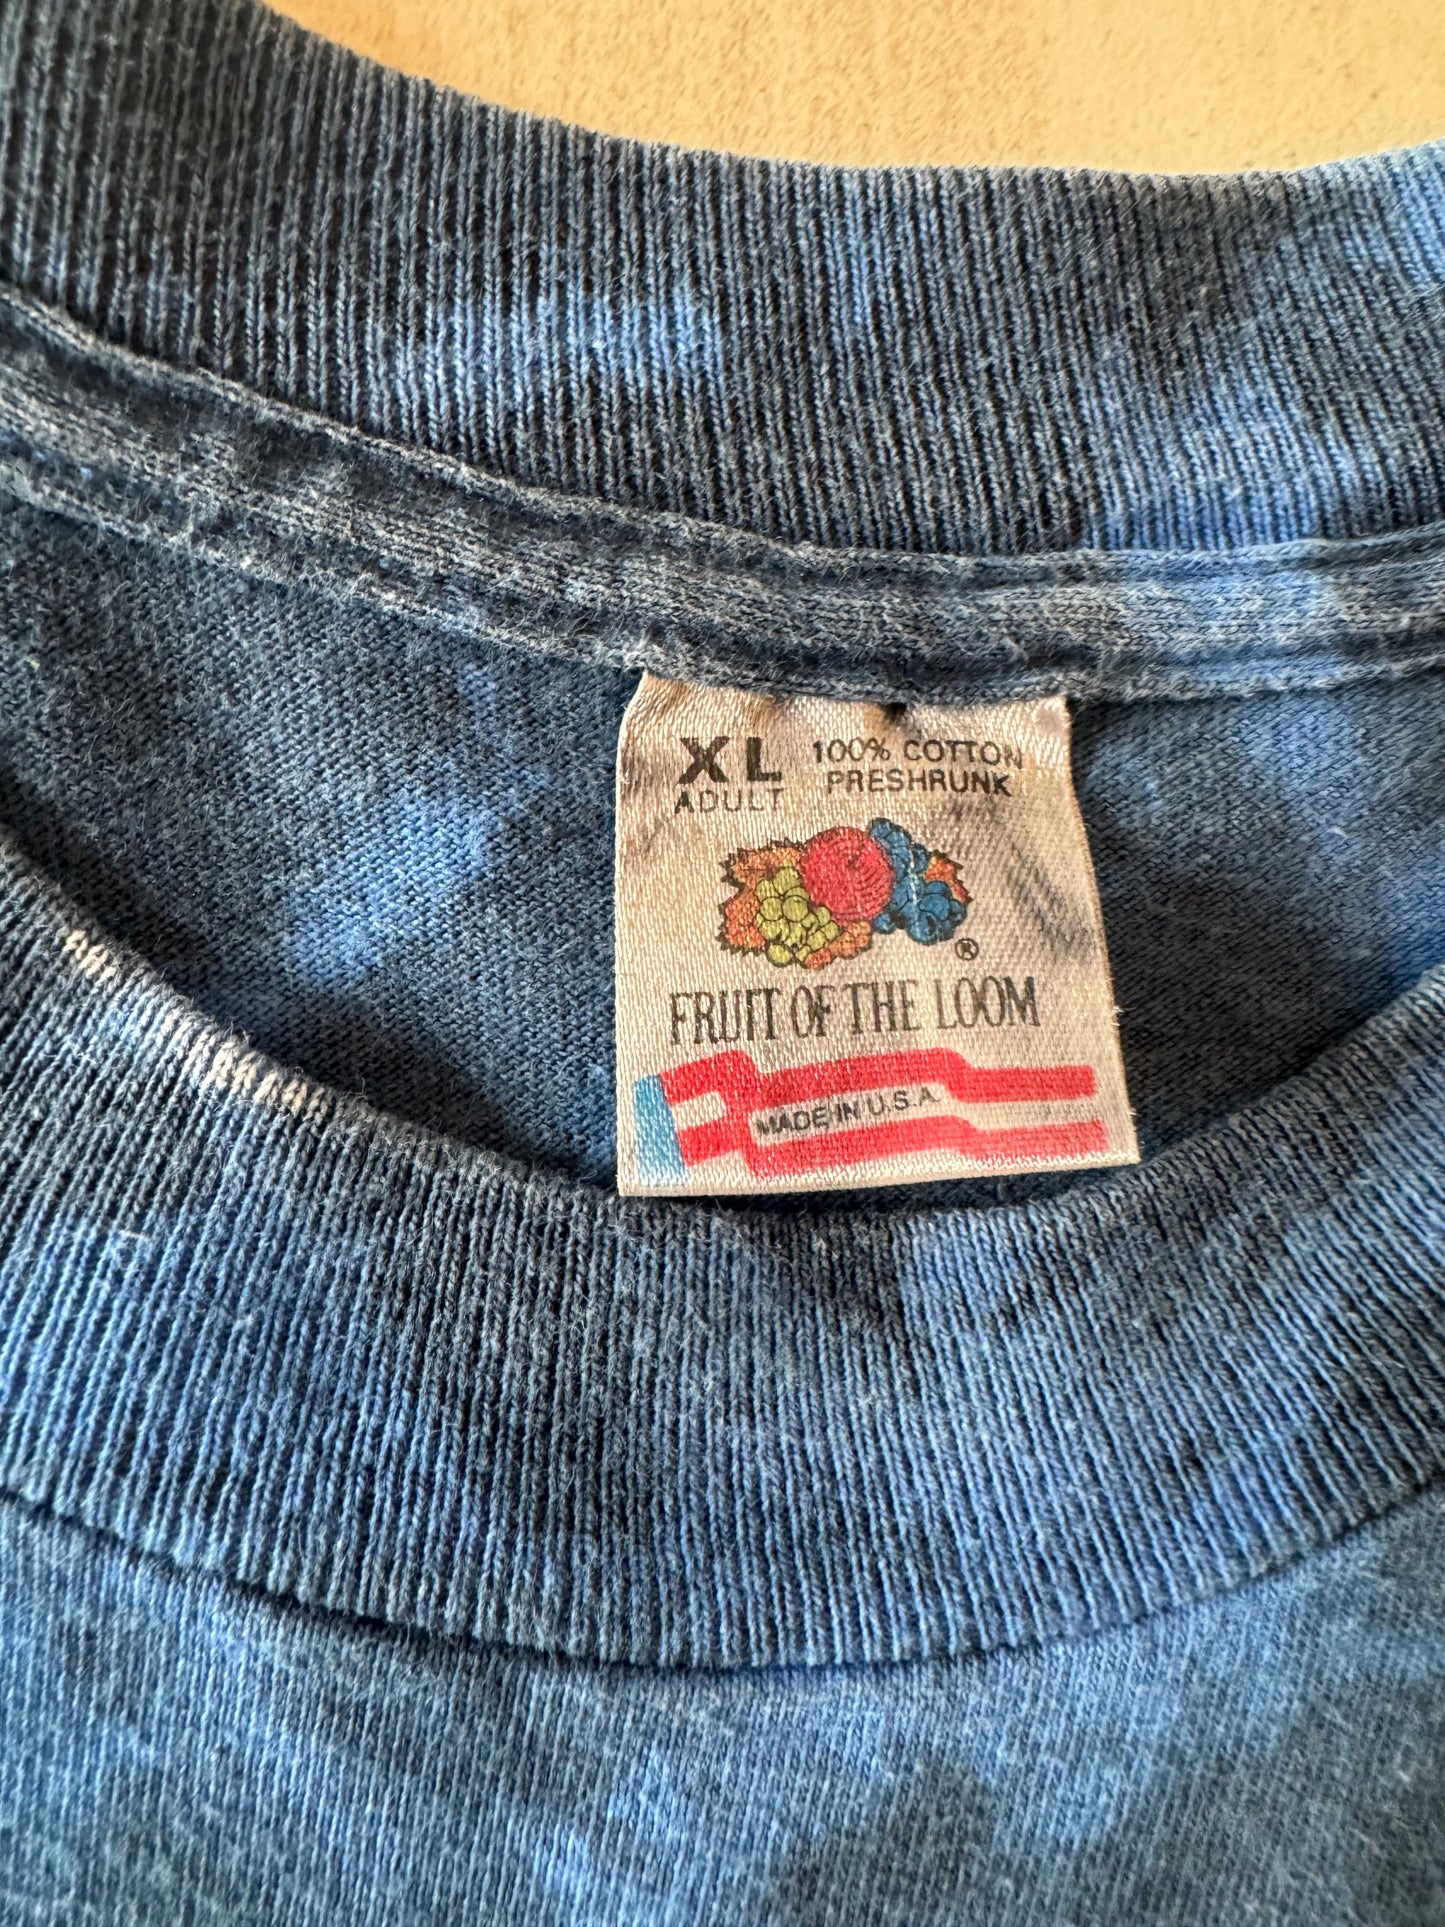 XL 100% COTTON
ADULT PRESHRUNK
®
FRUIT OF THE LOOM
MADE IN U.S.A.